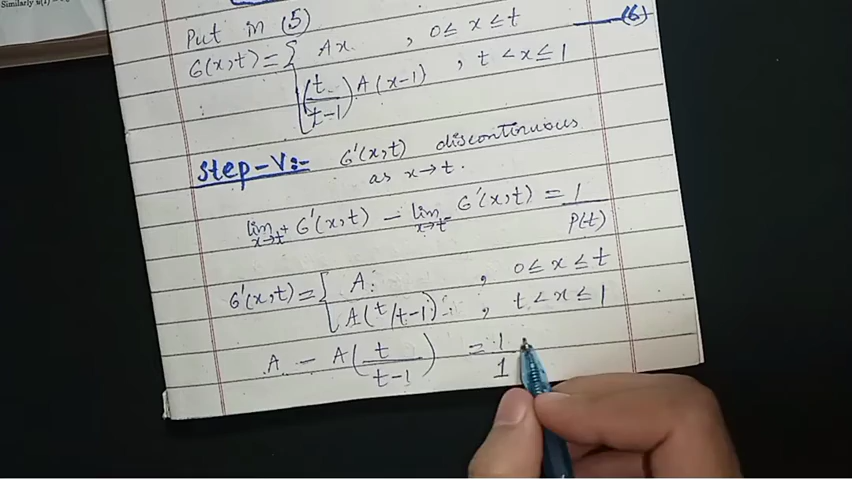 Similarly
Put in (5)
G(x,t) = { Ax , 0 ≤ x ≤ t (6)
(t/t-1) A(x-1) , t < x ≤ 1
Step-V:- G'(x,t) discontinuous
as x→t.
lim x→t+ G'(x,t) - lim x→t- G'(x,t) = 1/P(t)
G'(x,t) = { A , 0 ≤ x ≤ t
A(t/t-1) , t < x ≤ 1
A - A(t/t-1) = 1/1